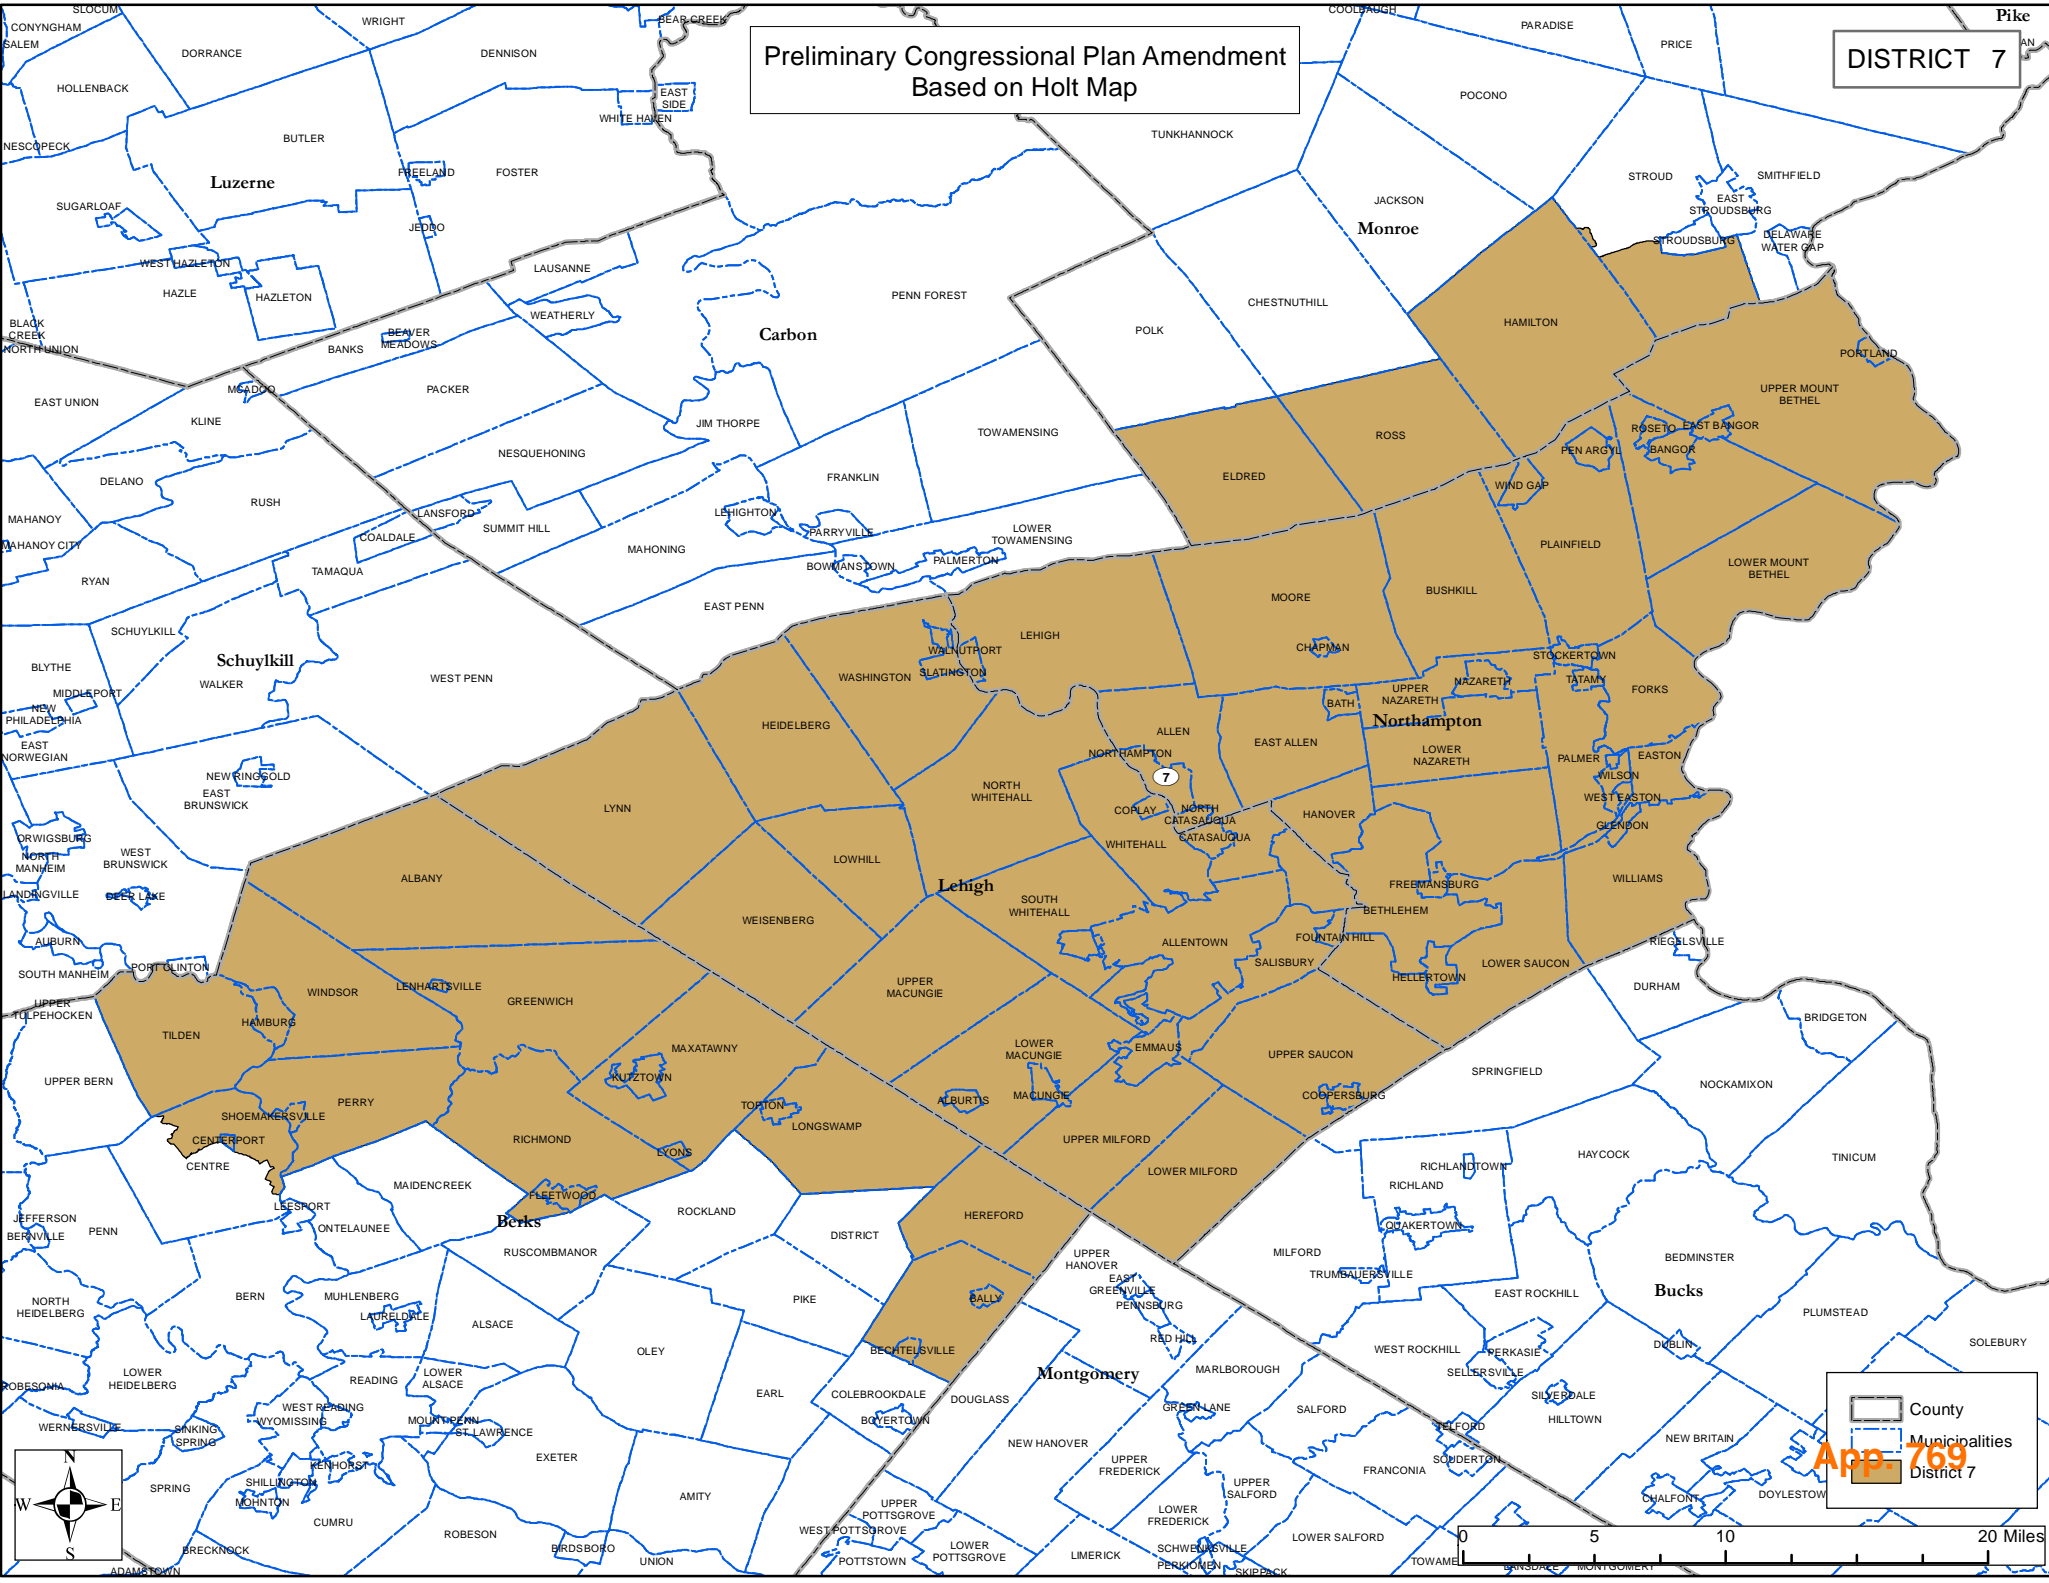 SLOCUM
CONYNGHAM
SALEM
WRIGHT
BEAR CREEK
COOLBAUGH
PARADISE
PRICE
Pike
DORRANCE
DENNISON
Preliminary Congressional Plan Amendment
Based on Holt Map
DISTRICT 7
HOLLENBACK
EAST
SIDE
WHITE HAVEN
POCONO
TUNKHANNOCK
NESCOPECK
BUTLER
FREELAND
FOSTER
Luzerne
STROUD
SMITHFIELD
SUGARLOAF
JEDDO
JACKSON
Monroe
EAST
STROUDSBURG
STROUDSBURG
DELAWARE
WATER GAP
WEST HAZLETON
HAZLE
HAZLETON
LAUSANNE
WEATHERLY
PENN FOREST
CHESTNUTHILL
BLACK
CREEK
NORTH UNION
BANKS
BEAVER
MEADOWS
Carbon
POLK
HAMILTON
PORTLAND
MCADOO
EAST UNION
KLINE
PACKER
JIM THORPE
UPPER MOUNT
BETHEL
NESQUEHONING
TOWAMENSING
ROSS
ROSETO
EAST BANGOR
BANGOR
PEN ARGYL
DELANO
RUSH
FRANKLIN
ELDRED
WIND GAP
MAHANOY
MAHANOY CITY
LANSFORD
COALDALE
SUMMIT HILL
LEHIGHTON
PARRYVILLE
LOWER
TOWAMENSING
MAHONING
BOWMANSTOWN
PALMERTON
PLAINFIELD
LOWER MOUNT
BETHEL
RYAN
TAMAQUA
EAST PENN
MOORE
BUSHKILL
SCHUYLKILL
Schuylkill
LEHIGH
CHAPMAN
BLYTHE
WALKER
WEST PENN
WALNUTPORT
SLATINGTON
WASHINGTON
STOCKERTOWN
TATAMY
NAZARETH
UPPER
NAZARETH
FORKS
MIDDLEPORT
NEW
PHILADELPHIA
BATH
Northampton
HEIDELBERG
ALLEN
EAST ALLEN
EAST
NORWEGIAN
NORTHAMPTON
7
LOWER
NAZARETH
PALMER
EASTON
WILSON
NEW RINGGOLD
EAST
BRUNSWICK
NORTH
WHITEHALL
WEST EASTON
LYNN
COPLAY
NORTH
CATASAUQUA
CATASAUQUA
HANOVER
GLENDON
ORWIGSBURG
NORTH
MANHEIM
WEST
BRUNSWICK
LOWHILL
WHITEHALL
LANDINGVILLE
DEER LAKE
ALBANY
Lehigh
FREEMANSBURG
WILLIAMS
WEISENBERG
SOUTH
WHITEHALL
BETHLEHEM
AUBURN
ALLENTOWN
FOUNTAIN HILL
RIEGELSVILLE
SOUTH MANHEIM
PORT CLINTON
SALISBURY
HELLERTOWN
LOWER SAUCON
WINDSOR
LENHARTSVILLE
GREENWICH
UPPER
MACUNGIE
DURHAM
UPPER
TULPEHOCKEN
HAMBURG
BRIDGETON
TILDEN
MAXATAWNY
LOWER
MACUNGIE
EMMAUS
UPPER SAUCON
SPRINGFIELD
UPPER BERN
KUTZTOWN
NOCKAMIXON
PERRY
SHOEMAKERSVILLE
TOPTON
LONGSWAMP
ALBURTIS
MACUNGIE
COOPERSBURG
CENTERPORT
RICHMOND
LYONS
UPPER MILFORD
HAYCOCK
CENTRE
LOWER MILFORD
RICHLANDTOWN
TINICUM
MAIDENCREEK
FLEETWOOD
RICHLAND
LEESPORT
JEFFERSON
BERNVILLE
PENN
ONTELAUNEE
Berks
ROCKLAND
HEREFORD
QUAKERTOWN
DISTRICT
RUSCOMBMANOR
UPPER
HANOVER
MILFORD
BEDMINSTER
EAST
GREENVILLE
TRUMBAUERSVILLE
NORTH
HEIDELBERG
BERN
MUHLENBERG
LAURELDALE
PIKE
BALLY
PENNSBURG
EAST ROCKHILL
Bucks
PLUMSTEAD
ALSACE
RED HILL
SOLEBURY
OLEY
BECHTELSVILLE
WEST ROCKHILL
PERKASIE
DUBLIN
LOWER
HEIDELBERG
READING
LOWER
ALSACE
Montgomery
MARLBOROUGH
SELLERSVILLE
ROBESONIA
EARL
COLEBROOKDALE
DOUGLASS
SILVERDALE
WERNERSVILLE
WEST READING
WYOMISSING
MOUNT PENN
ST. LAWRENCE
BOYERTOWN
GREEN LANE
SALFORD
HILLTOWN
County
SINKING
SPRING
TELFORD
NEW HANOVER
NEW BRITAIN
Municipalities
App. 769
EXETER
KENHORST
UPPER
FREDERICK
SOUDERTON
FRANCONIA
District 7
SPRING
SHILLINGTON
MOHNTON
UPPER
SALFORD
CHALFONT
DOYLESTOW
N
W
E
S
AMITY
UPPER
POTTSGROVE
LOWER
FREDERICK
CUMRU
ROBESON
WEST POTTSGROVE
LOWER SALFORD
0 5 10 20 Miles
BRECKNOCK
BIRDSBORO
UNION
POTTSTOWN
LOWER
POTTSGROVE
LIMERICK
SCHWENKSVILLE
PERKIOMEN
SKIPPACK
TOWAME
LANSDALE
MONTGOMERY
ADAMSTOWN